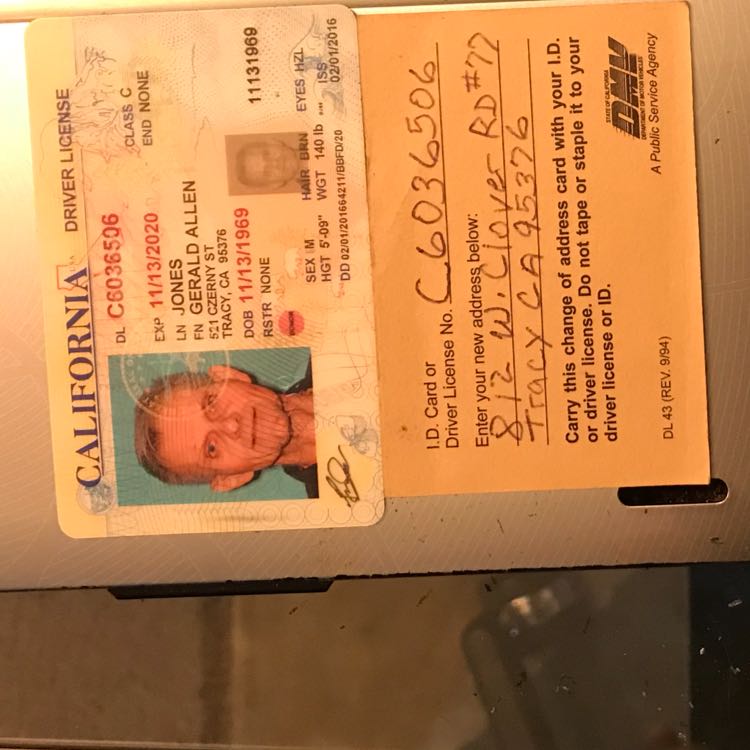 CALIFORNIA DRIVER LICENSE
DL C6036506 CLASS C
EXP 11/13/2020 END NONE
LN JONES
FN GERALD ALLEN
521 CZERNY ST
TRACY, CA 95376
DOB 11/13/1969
RSTR NONE
11131969
SEX M HAIR BRN EYES HZL
HGT 5'-09" WGT 140 lb ISS
DD 02/01/201664211/BBFD/20 02/01/2016
I.D. Card or
Driver License No. C6036506
Enter your new address below:
812 W. Clover RD #72
Tracy CA 95376
Carry this change of address card with your I.D.
or driver license. Do not tape or staple it to your
driver license or ID.
STATE OF CALIFORNIA
DMV
DEPARTMENT OF MOTOR VEHICLES
DL 43 (REV. 9/94) A Public Service Agency